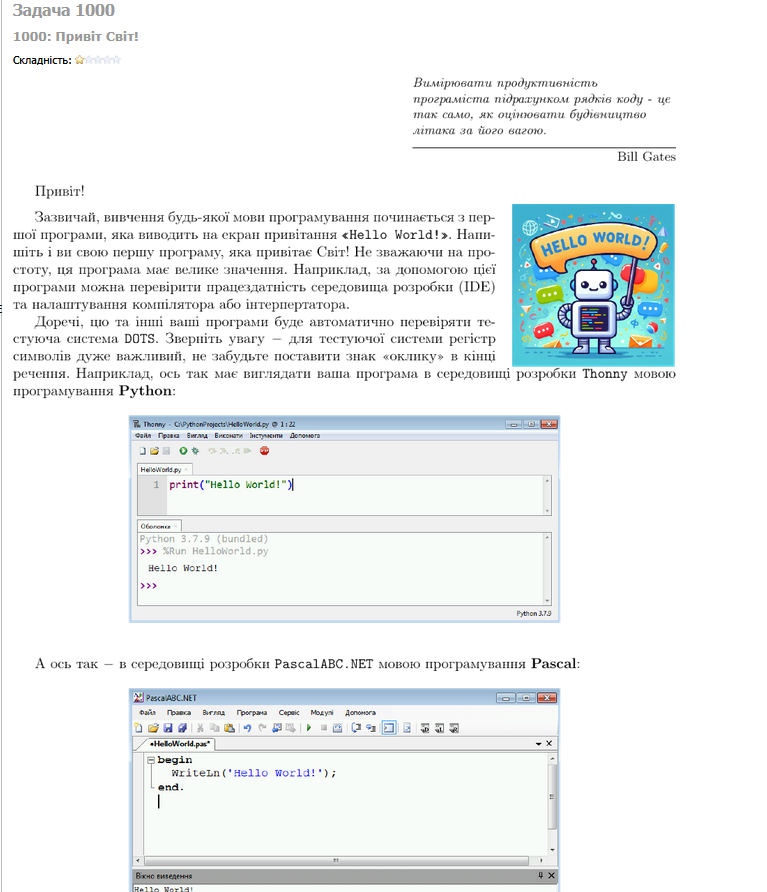 Задача 1000
1000: Привіт Світ!
Складність:
Вимірювати продуктивність
програміста підрахунком рядків коду - це
так само, як оцінювати будівництво
літака за його вагою.
Bill Gates
Привіт!
Зазвичай, вивчення будь-якої мови програмування починається з пер-
шої програми, яка виводить на екран привітання «Hello World!». Напи-
шіть і ви свою першу програму, яка привітає Світ! Не зважаючи на про-
стоту, ця програма має велике значення. Наприклад, за допомогою цієї
програми можна перевірити працездатність середовища розробки (IDE)
та налаштування компілятора або інтерпертатора.
HELLO WORLD!
Доречі, цю та інші ваші програми буде автоматично перевіряти те-
стуюча система DOTS. Зверніть увагу – для тестуючої системи регістр
символів дуже важливий, не забудьте поставити знак «оклику» в кінці
речення. Наприклад, ось так має виглядати ваша програма в середовищі розробки Thonny мовою
програмування Python:
Thonny - C:\PythonProjects\HelloWorld.py @ 1:22
Файл Правка Вигляд Виконати Інструменти Допомога
HelloWorld.py
1 print("Hello World!")
Оболонка
Python 3.7.9 (bundled)
>>> %Run HelloWorld.py
Hello World!
>>>
Python 3.7.9
А ось так – в середовищі розробки PascalABC.NET мовою програмування Pascal:
PascalABC.NET
Файл Правка Вигляд Програма Сервіс Модулі Допомога
•HelloWorld.pas*
begin
WriteLn('Hello World!');
end.
Вікно виведення
Hello World!